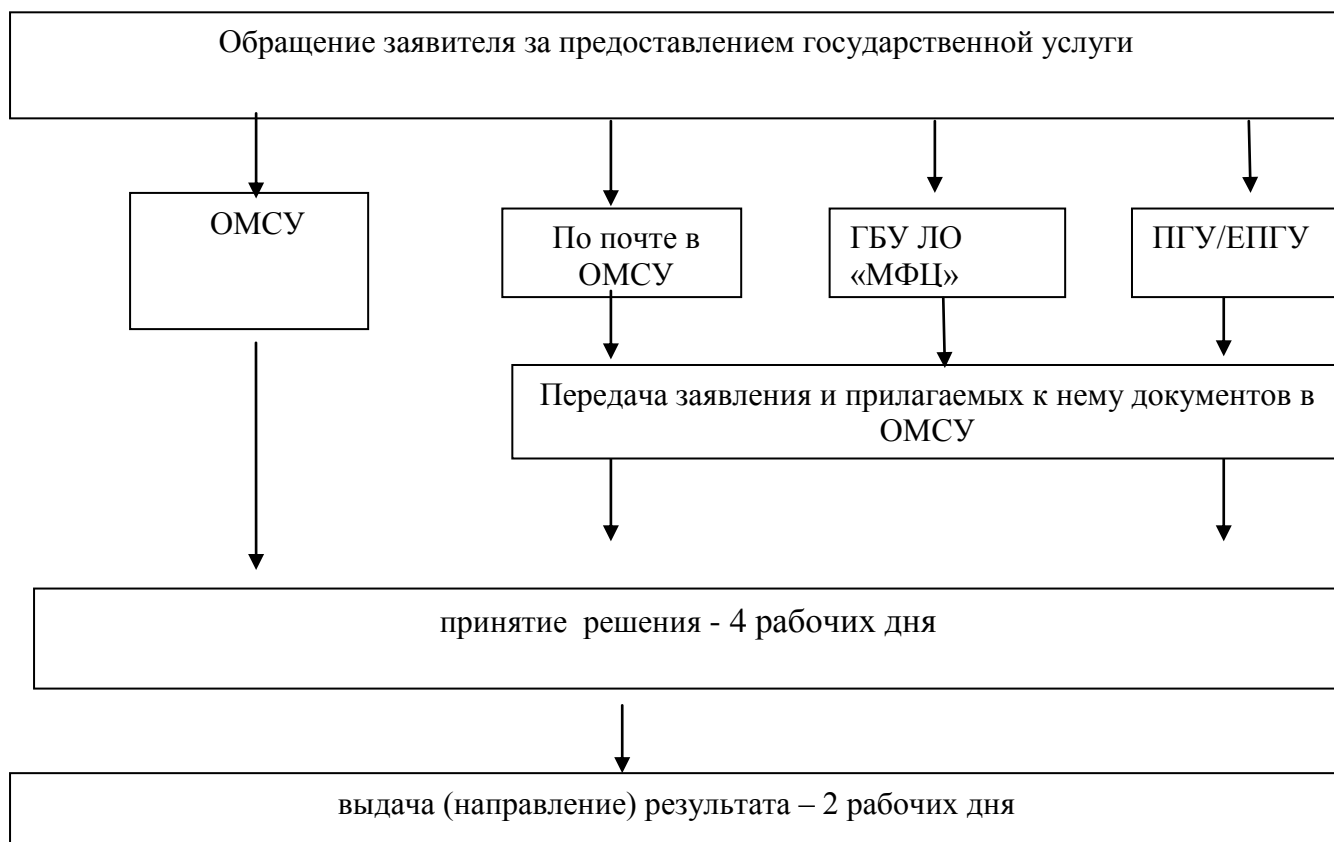 Обращение заявителя за предоставлением государственной услуги
ОМСУ
По почте в
ОМСУ
ГБУ ЛО
«МФЦ»
ПГУ/ЕПГУ
Передача заявления и прилагаемых к нему документов в
ОМСУ
принятие решения - 4 рабочих дня
выдача (направление) результата – 2 рабочих дня